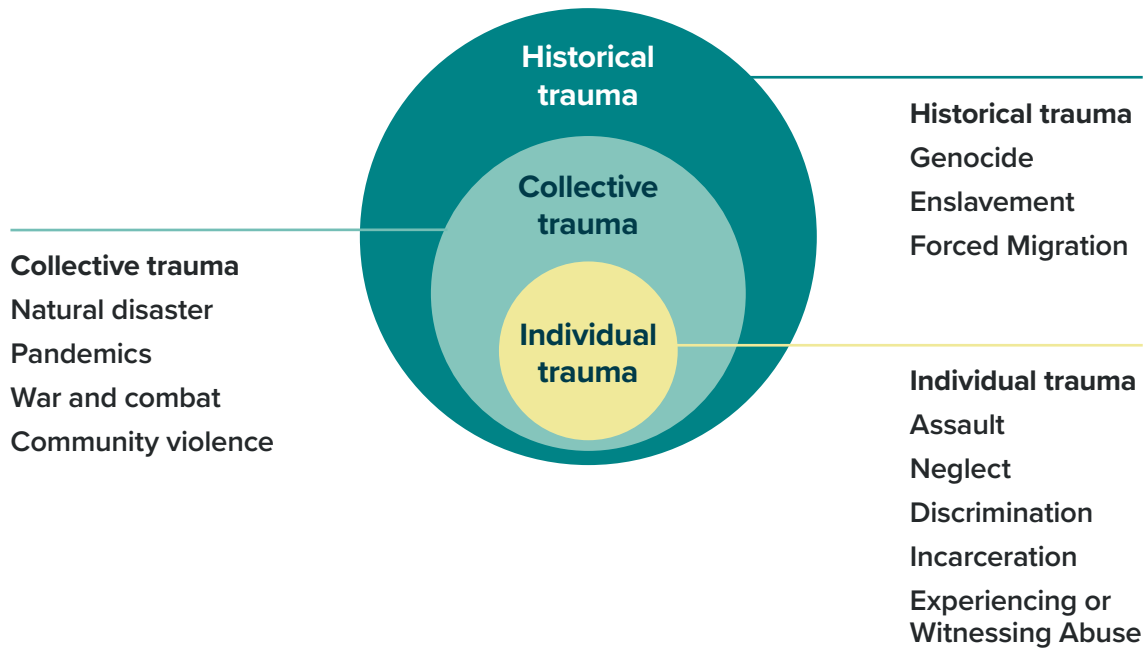 Historical
trauma
Collective
trauma
Individual
trauma
Historical trauma
Genocide
Enslavement
Forced Migration
Collective trauma
Natural disaster
Pandemics
War and combat
Community violence
Individual trauma
Assault
Neglect
Discrimination
Incarceration
Experiencing or
Witnessing Abuse